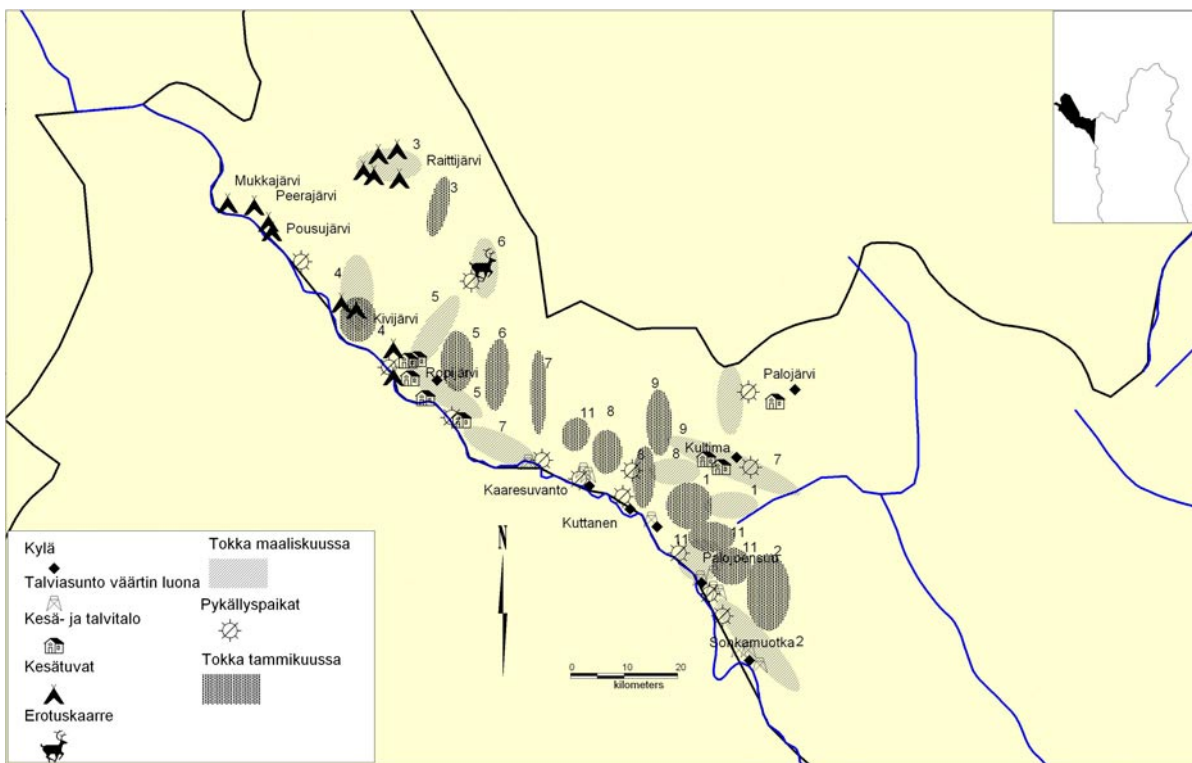 3
Raittijärvi
Mukkajärvi
3
Peerajärvi
Pousujärvi
6
4
5
Kivijärvi
4
5
6
7
Ropijärvi
Palojärvi
9
5
11
8
9
7
Kultima
8
8
7
Kaaresuvanto
1
1
Kuttanen
N
11
11
11
2
Palojoensuu
Sonkamuotka
2
0 10 20
kilometers
Kylä
Talviasunto väärtin luona
Kesä- ja talvitalo
Kesätuvat
Erotuskaarre
Tokka maaliskuussa
Pykällyspaikat
Tokka tammikuussa